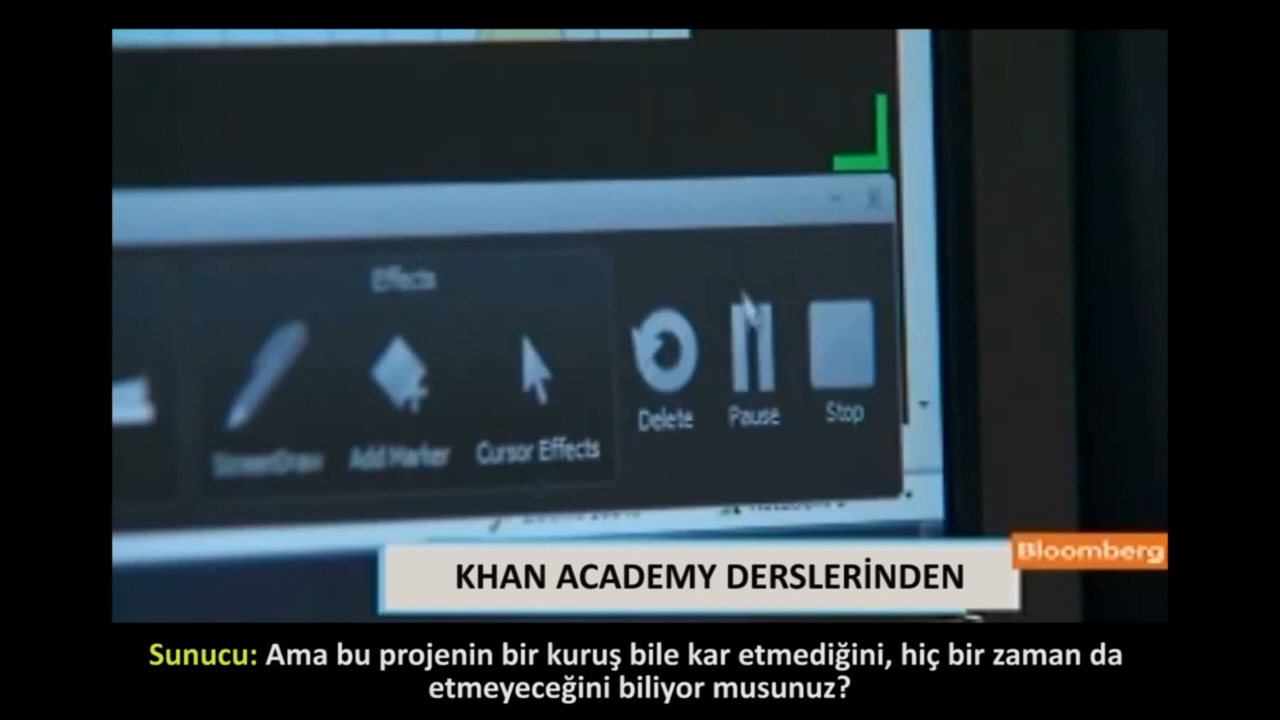 Effects
ScreenDraw
Add Marker
Cursor Effects
Delete
Pause
Stop
Bloomberg
KHAN ACADEMY DERSLERİNDEN
Sunucu: Ama bu projenin bir kuruş bile kar etmediğini, hiç bir zaman da
etmeyeceğini biliyor musunuz?